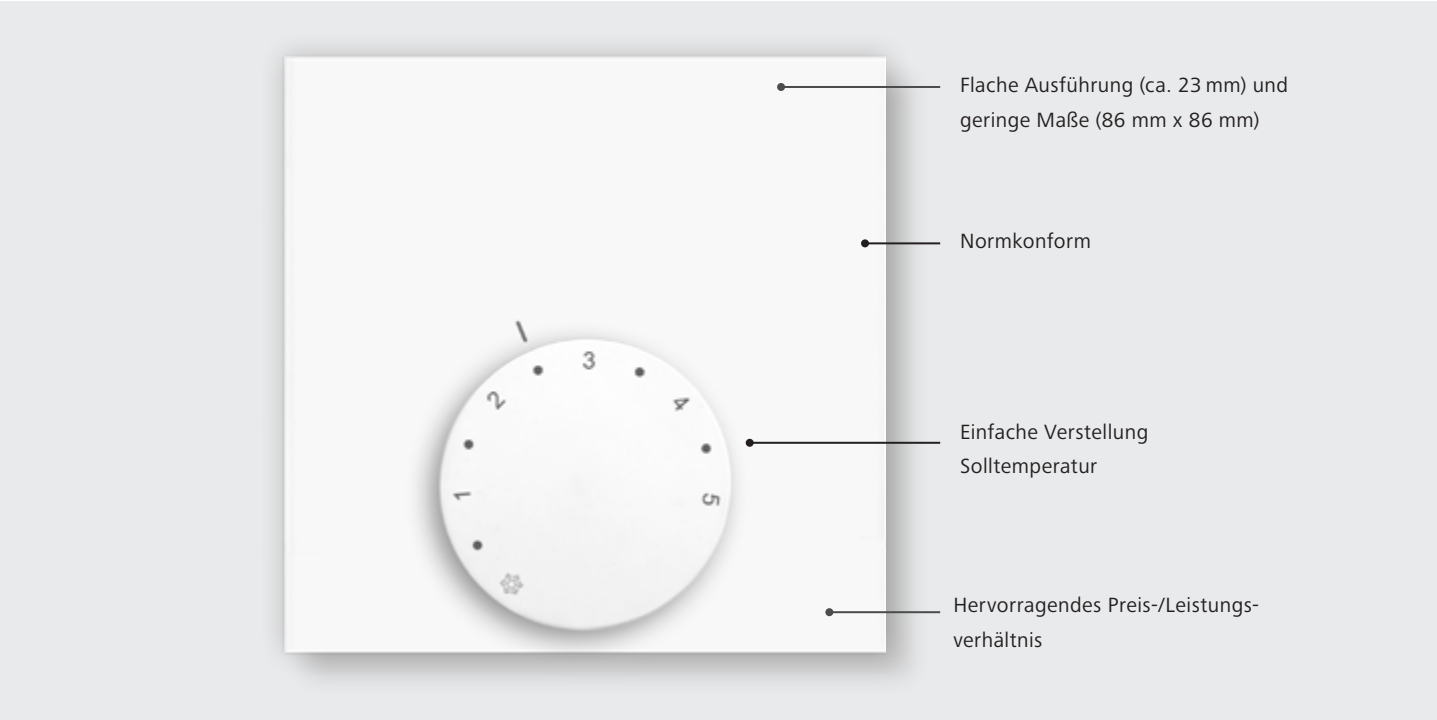 Flache Ausführung (ca. 23 mm) und
geringe Maße (86 mm x 86 mm)
Normkonform
3
2
4
1
5
Einfache Verstellung
Solltemperatur
Hervorragendes Preis-/Leistungs-
verhältnis